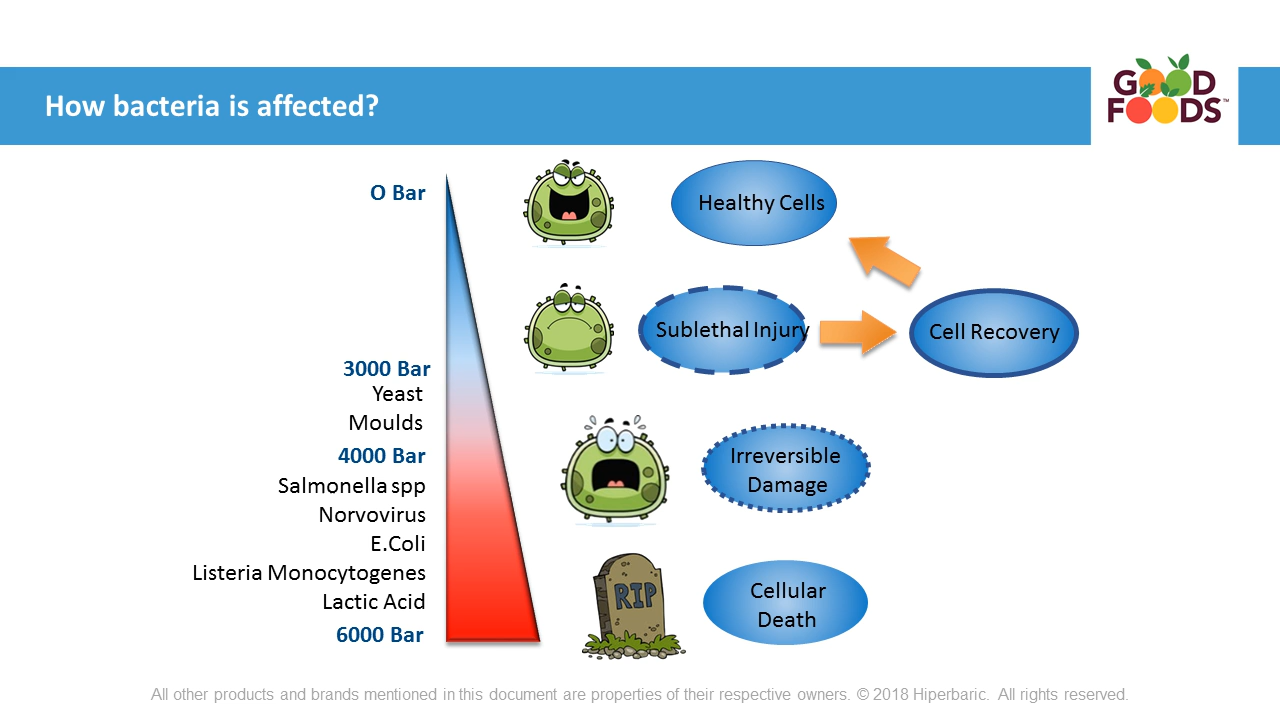 How bacteria is affected?
GOOD
FOODS™
O Bar
3000 Bar
Yeast
Moulds
4000 Bar
Salmonella spp
Norvovirus
E.Coli
Listeria Monocytogenes
Lactic Acid
6000 Bar
Healthy Cells
Sublethal Injury
Cell Recovery
Irreversible
Damage
RIP
Cellular
Death
All other products and brands mentioned in this document are properties of their respective owners. © 2018 Hiperbaric. All rights reserved.